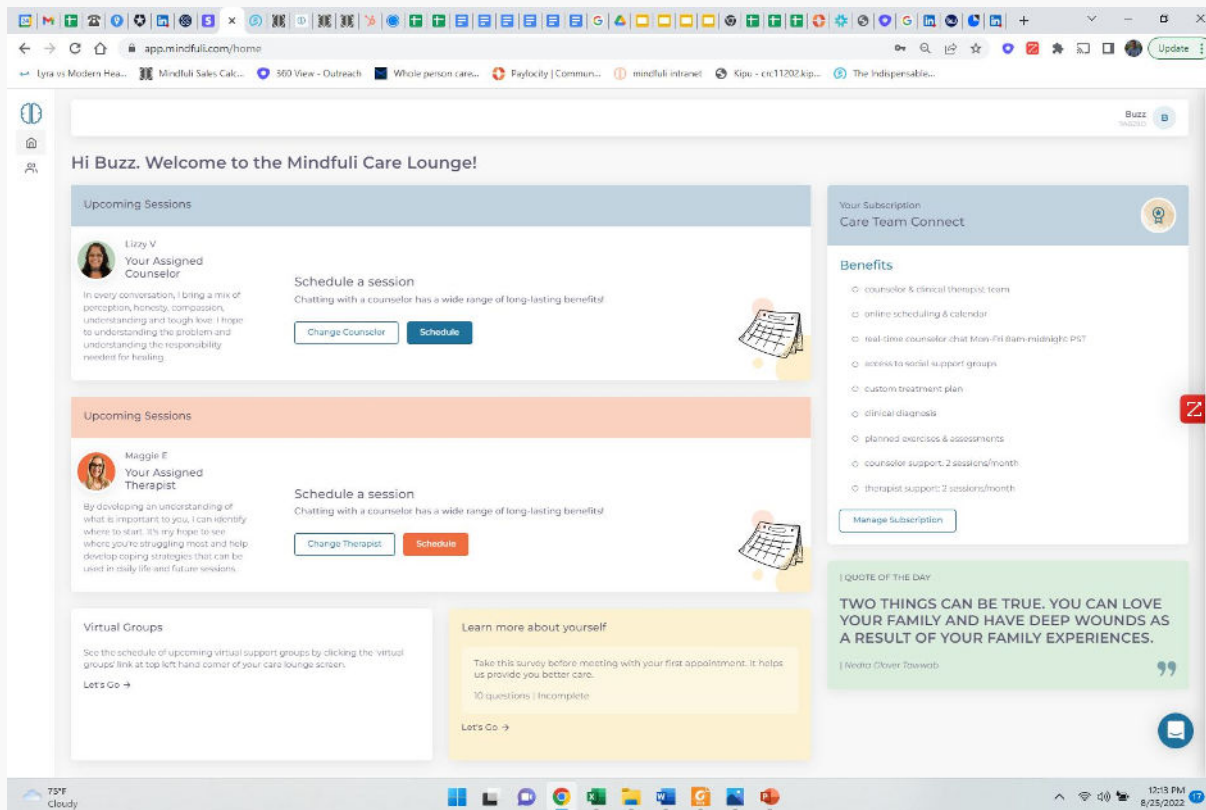 app.mindfuli.com/home
Update
Lyra vs Modern Hea...
Mindfuli Sales Calc...
360 View - Outreach
Whole person care...
Paylocity | Commun...
mindfuli intranet
Kipu - crc11202.kip...
The Indispensable...
Buzz
B
Hi Buzz. Welcome to the Mindfuli Care Lounge!
Upcoming Sessions
Lizzy V
Your Assigned
Counselor
In every conversation, I bring a mix of
perception, honesty, compassion,
understanding and tough love. I hope
to understanding the problem and
understanding the responsibility
needed for healing.
Schedule a session
Chatting with a counselor has a wide range of long-lasting benefits!
Change Counselor
Schedule
Upcoming Sessions
Maggie E
Your Assigned
Therapist
By developing an understanding of
what is important to you, I can identify
where to start. It's my hope to see
where you're struggling most and help
develop coping strategies that can be
used in daily life and future sessions.
Schedule a session
Chatting with a counselor has a wide range of long-lasting benefits!
Change Therapist
Schedule
Virtual Groups
See the schedule of upcoming virtual support
groups by clicking the 'virtual
groups' link at top left hand corner of your care lounge screen.
Let's Go →
Learn more about yourself
Take this survey before meeting with your first appointment. It helps
us provide you better care.
10 questions | Incomplete
Let's Go →
Your Subscription
Care Team Connect
Benefits
counselor & clinical therapist team
online scheduling & calendar
real-time counselor chat Mon-Fri 8am-midnight PST
access to social support groups
custom treatment plan
clinical diagnosis
planned exercises & assessments
counselor support: 2 sessions/month
therapist support: 2 sessions/month
Manage Subscription
| QUOTE OF THE DAY
TWO THINGS CAN BE TRUE. YOU CAN LOVE
YOUR FAMILY AND HAVE DEEP WOUNDS AS
A RESULT OF YOUR FAMILY EXPERIENCES.
| Nedra Glover Tawwab
Z
75°F
Cloudy
12:13 PM
8/25/2022
17